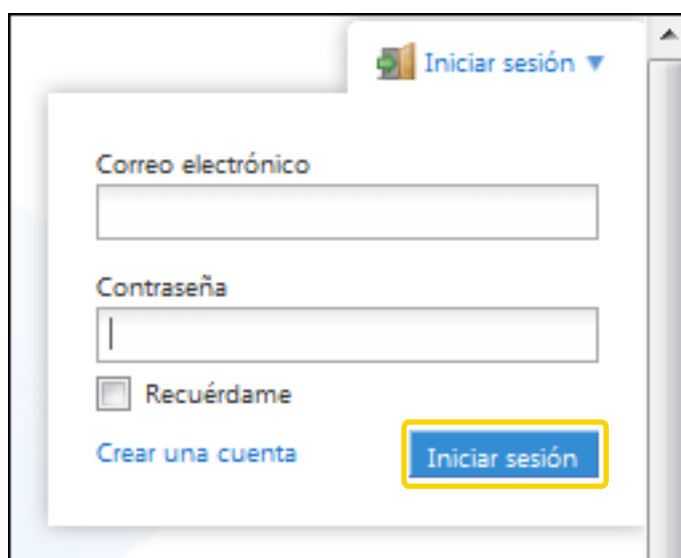 Iniciar sesión
Correo electrónico
Contraseña
Recuérdame
Crear una cuenta
Iniciar sesión